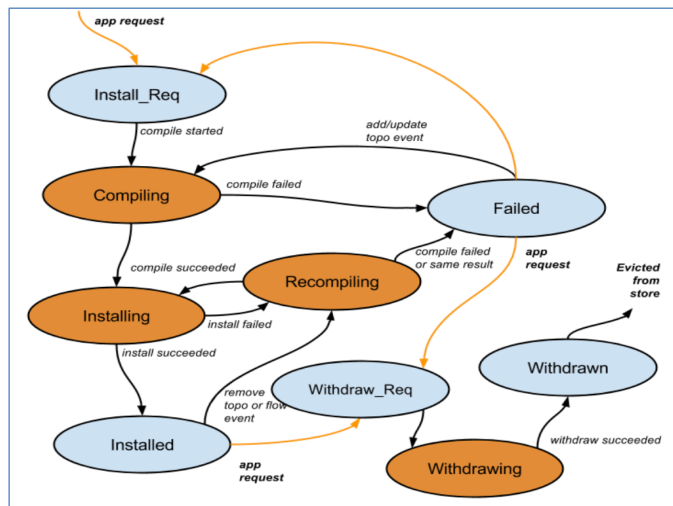 app request
Install_Req
compile started
add/update
topo event
Compiling
compile failed
Failed
compile succeeded
Recompiling
compile failed
or same result
app
request
Evicted
from
store
Installing
install failed
install succeeded
Withdrawn
remove
topo or flow
event
Withdraw_Req
Installed
app
request
withdraw succeeded
Withdrawing